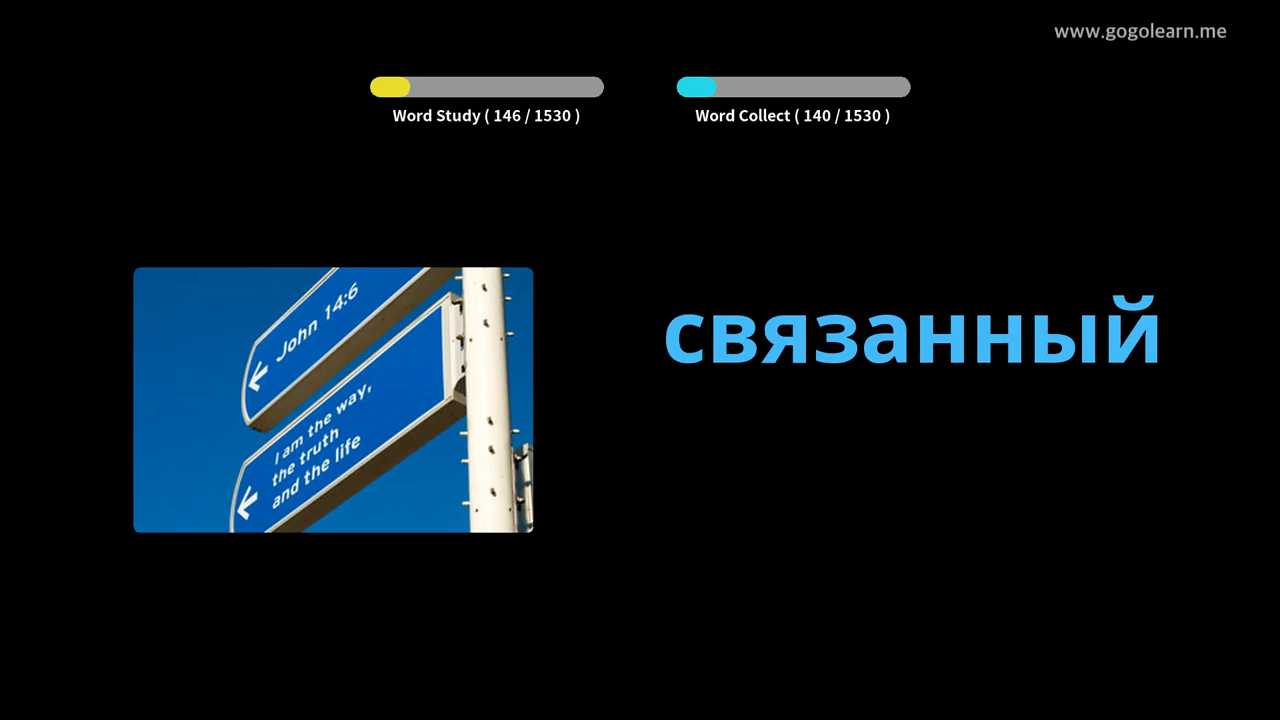 www.gogolearn.me
Word Study ( 146 / 1530 )
Word Collect ( 140 / 1530 )
John 14:6
I am the way,
the truth
and the life
связанный